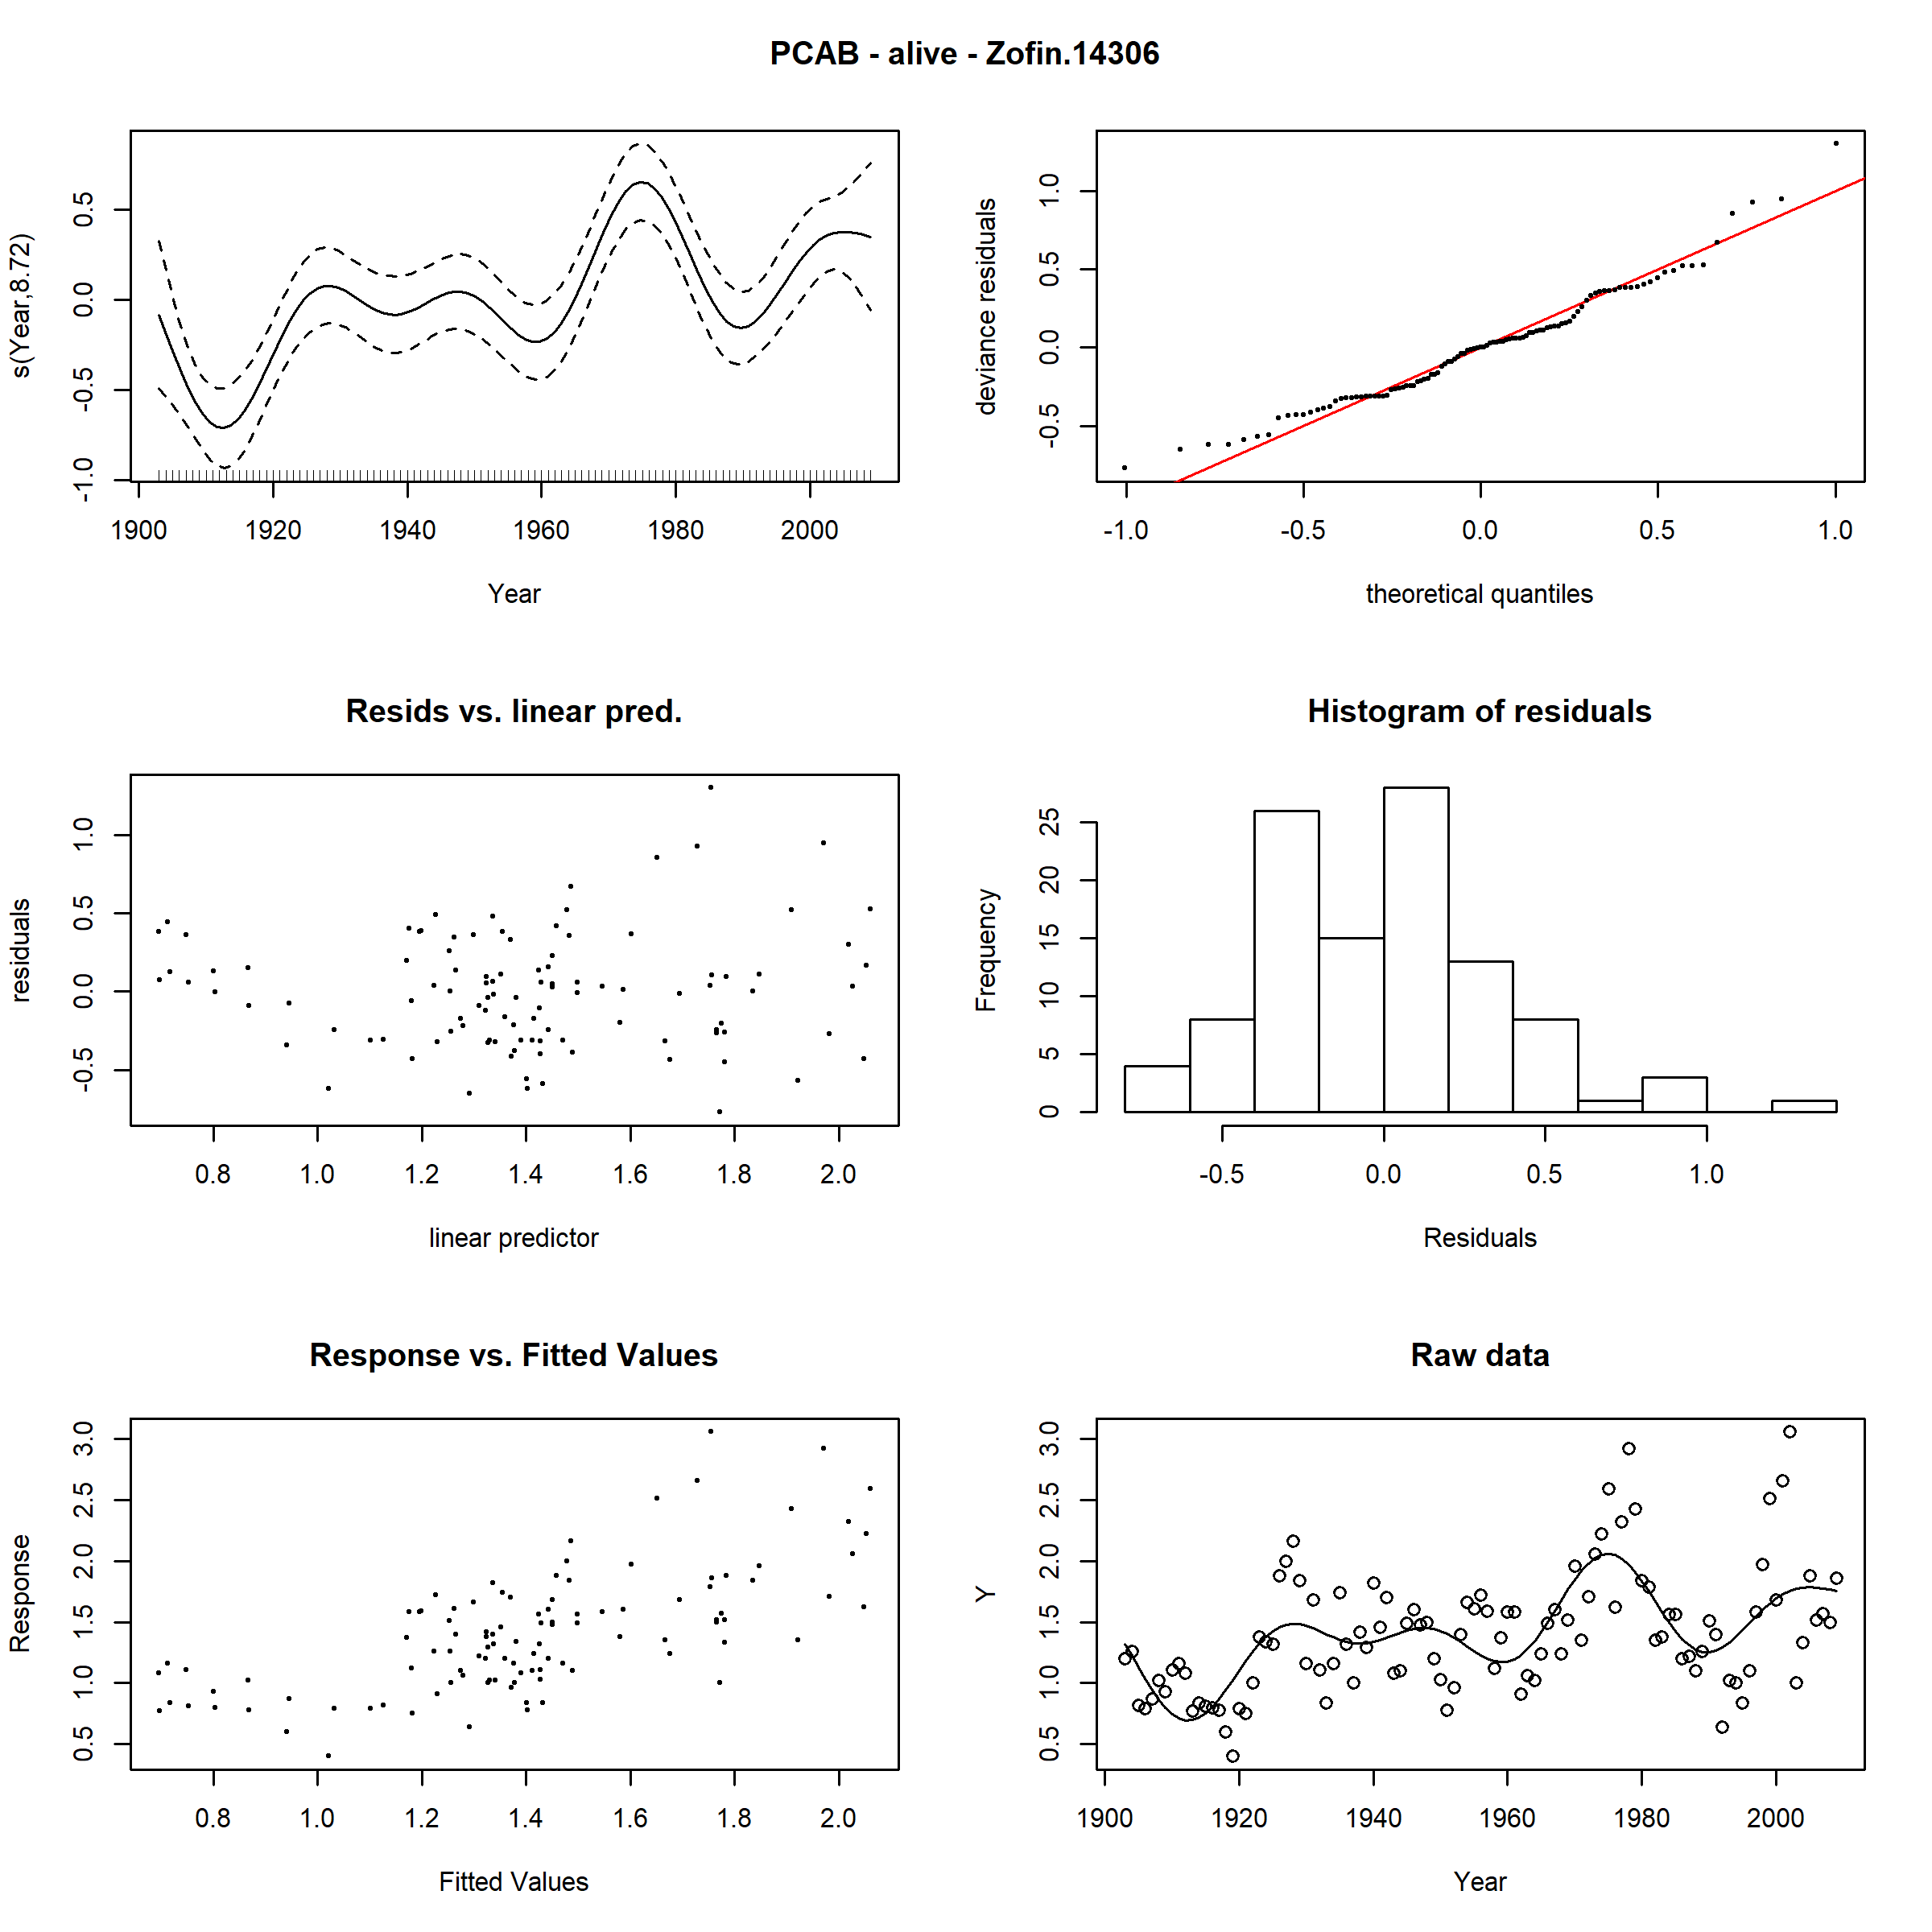 PCAB - alive - Zofin.14306
s(Year,8.72)
0.5
0.0
-0.5
-1.0
1900 1920 1940 1960 1980 2000
Year
deviance residuals
1.0
0.5
0.0
-0.5
-1.0 -0.5 0.0 0.5 1.0
theoretical quantiles
Resids vs. linear pred.
residuals
1.0
0.5
0.0
-0.5
0.8 1.0 1.2 1.4 1.6 1.8 2.0
linear predictor
Histogram of residuals
Frequency
25
20
15
10
5
0
-0.5 0.0 0.5 1.0
Residuals
Response vs. Fitted Values
Response
3.0
2.5
2.0
1.5
1.0
0.5
0.8 1.0 1.2 1.4 1.6 1.8 2.0
Fitted Values
Raw data
Y
3.0
2.5
2.0
1.5
1.0
0.5
1900 1920 1940 1960 1980 2000
Year